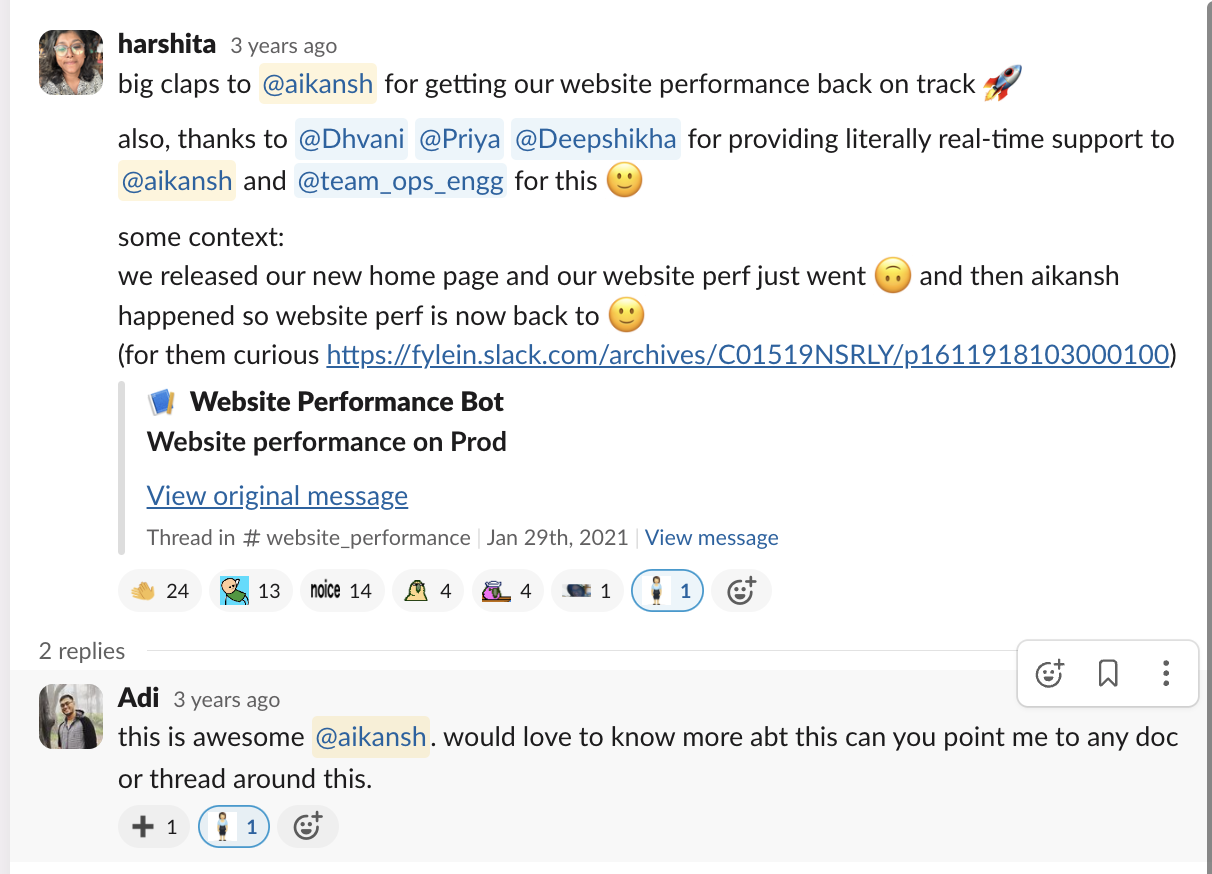 harshita 3 years ago
big claps to @aikansh for getting our website performance back on track 🚀
also, thanks to @Dhvani @Priya @Deepshikha for providing literally real-time support to
@aikansh and @team_ops_engg for this 🙂
some context:
we released our new home page and our website perf just went 🙃 and then aikansh
happened so website perf is now back to 🙂
(for them curious https://fylein.slack.com/archives/C01519NSRLY/p1611918103000100)
Website Performance Bot
Website performance on Prod
View original message
Thread in # website_performance | Jan 29th, 2021 | View message
24 13 noice 14 4 4 1 1
2 replies
Adi 3 years ago
this is awesome @aikansh. would love to know more abt this can you point me to any doc
or thread around this.
1 1